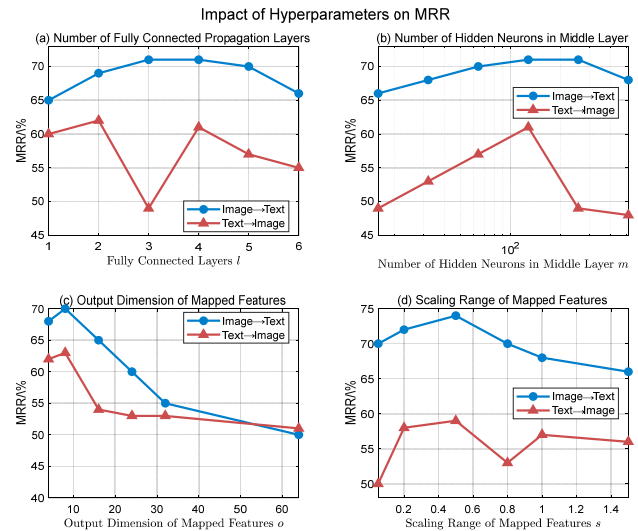 Impact of Hyperparameters on MRR
(a) Number of Fully Connected Propagation Layers
MRR/\%
70
65
60
55
50
45
Image→Text
Text→Image
1 2 3 4 5 6
Fully Connected Layers l
(b) Number of Hidden Neurons in Middle Layer
MRR/\%
70
65
60
55
50
45
Image→Text
Text→Image
10²
Number of Hidden Neurons in Middle Layer m
(c) Output Dimension of Mapped Features
MRR/\%
70
65
60
55
50
45
40
Image→Text
Text→Image
10 20 30 40 50 60
Output Dimension of Mapped Features o
(d) Scaling Range of Mapped Features
MRR/\%
75
70
65
60
55
50
Image→Text
Text→Image
0.2 0.4 0.6 0.8 1 1.2 1.4
Scaling Range of Mapped Features s